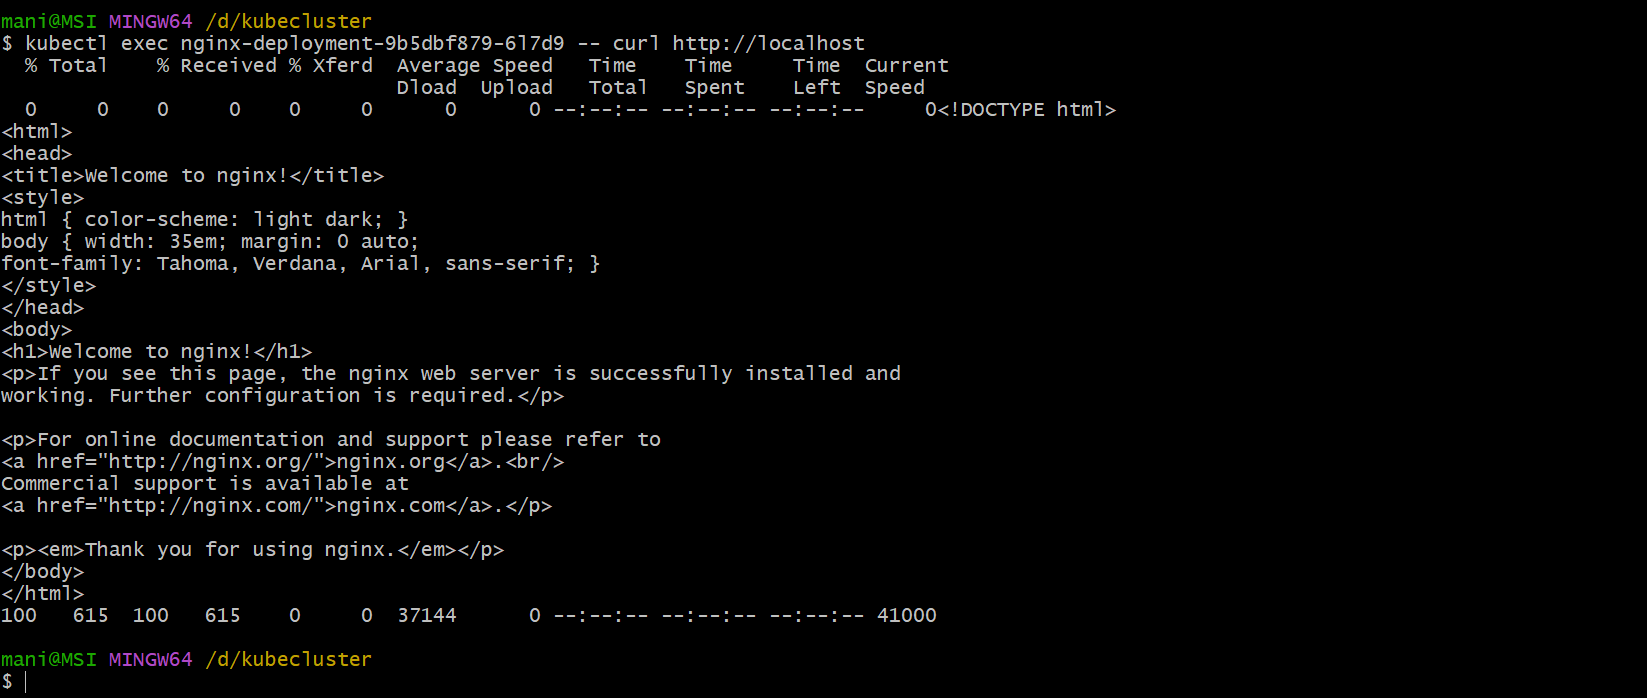 mani@MSI MINGW64 /d/kubecluster
$ kubectl exec nginx-deployment-9b5dbf879-6l7d9 -- curl http://localhost
  % Total    % Received % Xferd  Average Speed   Time    Time     Time  Current
                                 Dload  Upload   Total   Spent    Left  Speed
  0     0    0     0    0     0      0      0 --:--:-- --:--:-- --:--:--     0<!DOCTYPE html>
<html>
<head>
<title>Welcome to nginx!</title>
<style>
html { color-scheme: light dark; }
body { width: 35em; margin: 0 auto;
font-family: Tahoma, Verdana, Arial, sans-serif; }
</style>
</head>
<body>
<h1>Welcome to nginx!</h1>
<p>If you see this page, the nginx web server is successfully installed and
working. Further configuration is required.</p>

<p>For online documentation and support please refer to
<a href="http://nginx.org/">nginx.org</a>.<br/>
Commercial support is available at
<a href="http://nginx.com/">nginx.com</a>.</p>

<p><em>Thank you for using nginx.</em></p>
</body>
</html>
100   615  100   615    0     0  37144      0 --:--:-- --:--:-- --:--:-- 41000

mani@MSI MINGW64 /d/kubecluster
$